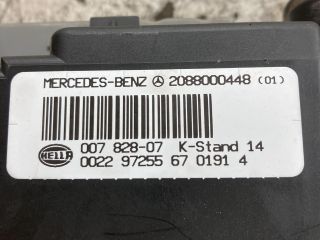 MERCEDES-BENZ 2088000448 (01)
007 828-07 K-Stand 14
HELLA 0022 97255 67 0191 4